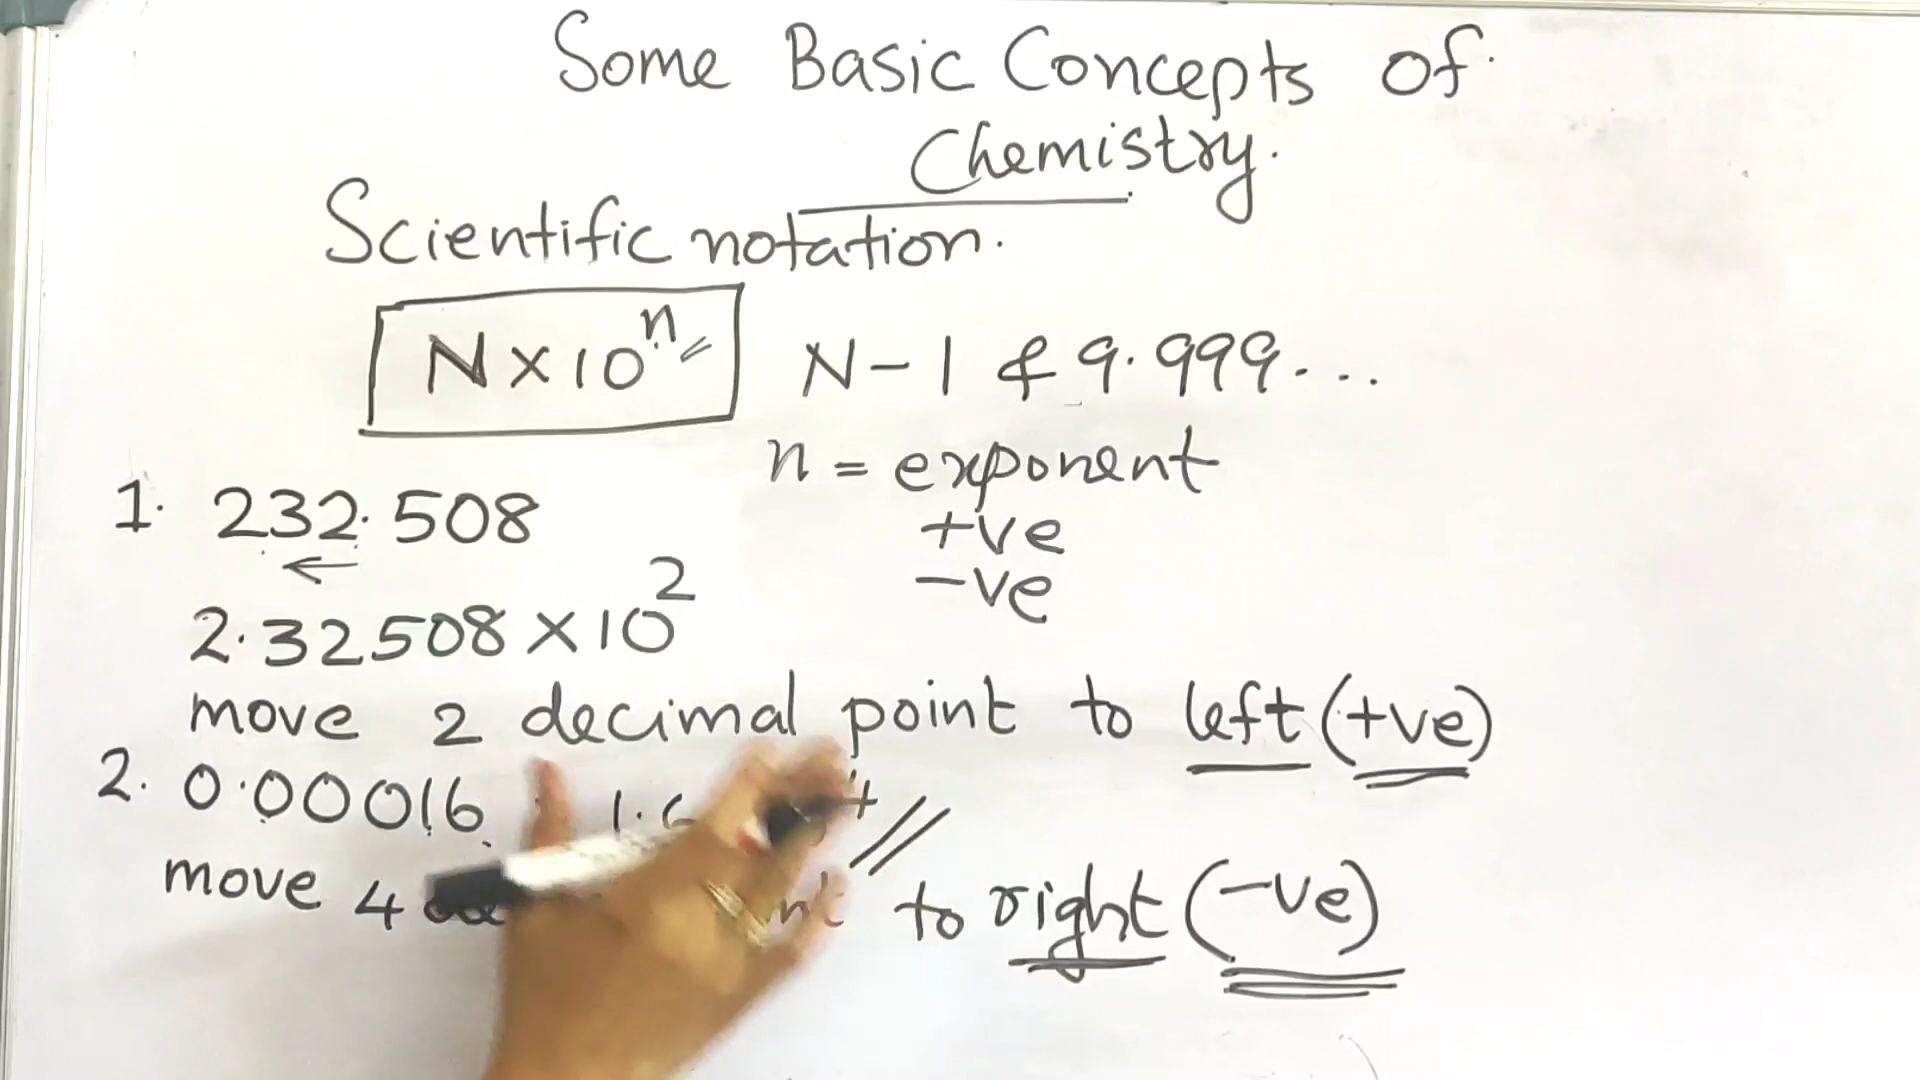 Some Basic Concepts of
Chemistry.
Scientific notation.
N × 10ⁿ
N - 1 & 9.999...
n = exponent
+ve
-ve
1. 232.508
2.32508 × 10²
move 2 decimal point to left (+ve)
2. 0.00016
move 4 to right (-ve)